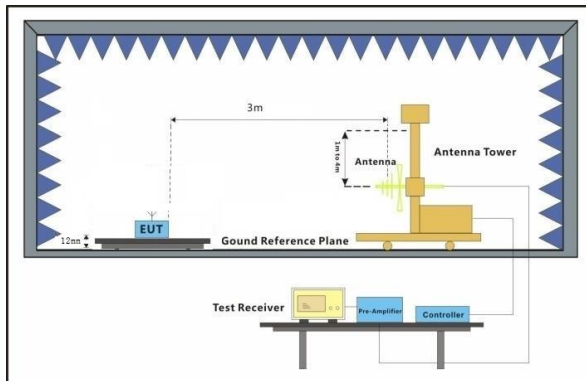 3m
1m to 4m
Antenna
Antenna Tower
EUT
12mm
Gound Reference Plane
Test Receiver
Pre-Amplifier
Controller